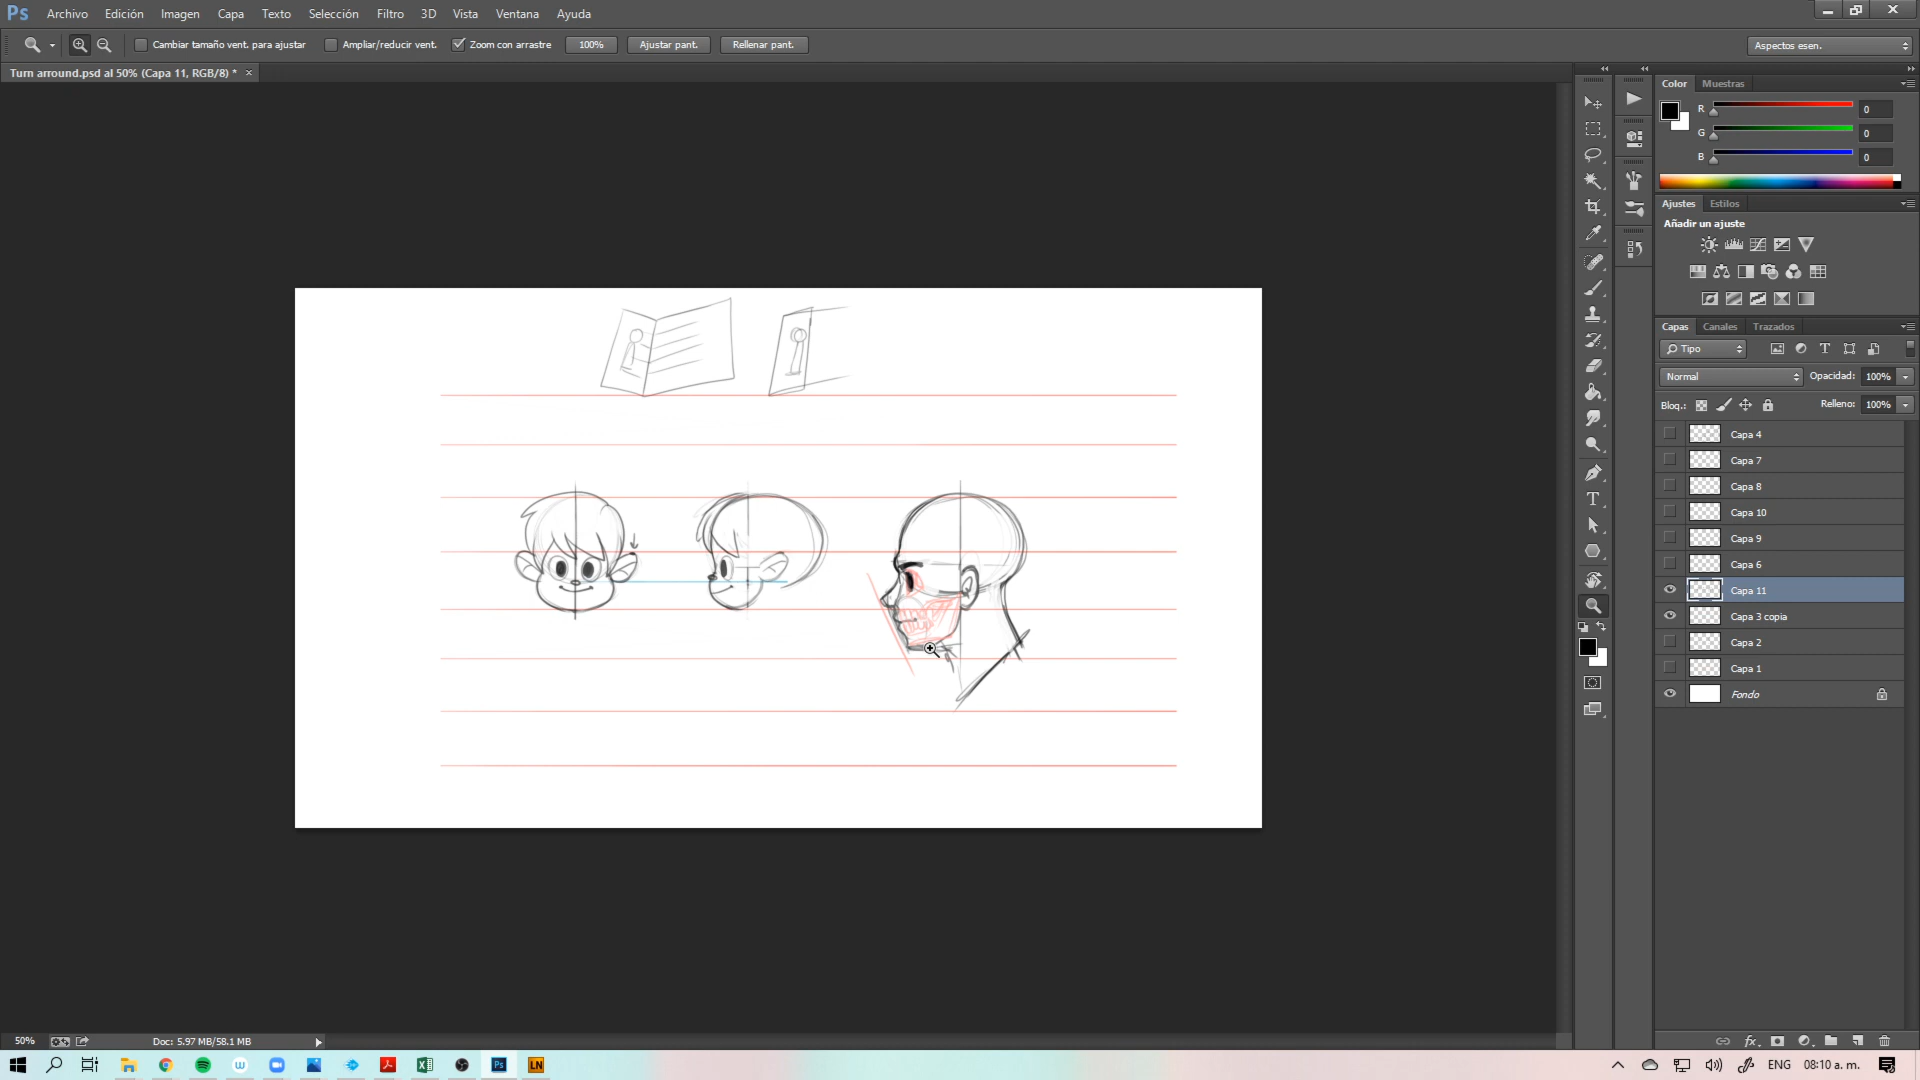 Ps Archivo Edición Imagen Capa Texto Selección Filtro 3D Vista Ventana Ayuda
Cambiar tamaño vent. para ajustar Ampliar/reducir vent. Zoom con arrastre 100% Ajustar pant. Rellenar pant. Aspectos esen.
Turn arround.psd al 50% (Capa 11, RGB/8) *
Color Muestras
R 0
G 0
B 0
Ajustes Estilos
Añadir un ajuste
Capas Canales Trazados
Tipo
Normal Opacidad: 100%
Bloq.: Relleno: 100%
Capa 4
Capa 7
Capa 8
Capa 10
Capa 9
Capa 6
Capa 11
Capa 3 copia
Capa 2
Capa 1
Fondo
50% Doc: 5.97 MB/58.1 MB
ENG 08:10 a. m.